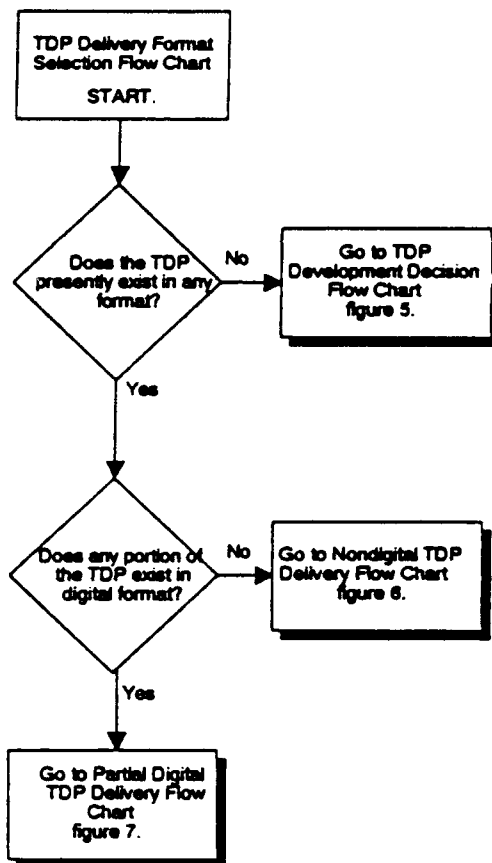 TDP Delivery Format
Selection Flow Chart
START.
Does the TDP
presently exist in any
format?
No
Go to TDP
Development Decision
Flow Chart
figure 5.
Yes
Does any portion of
the TDP exist in
digital format?
No
Go to Nondigital TDP
Delivery Flow Chart
figure 6.
Yes
Go to Partial Digital
TDP Delivery Flow
Chart
figure 7.